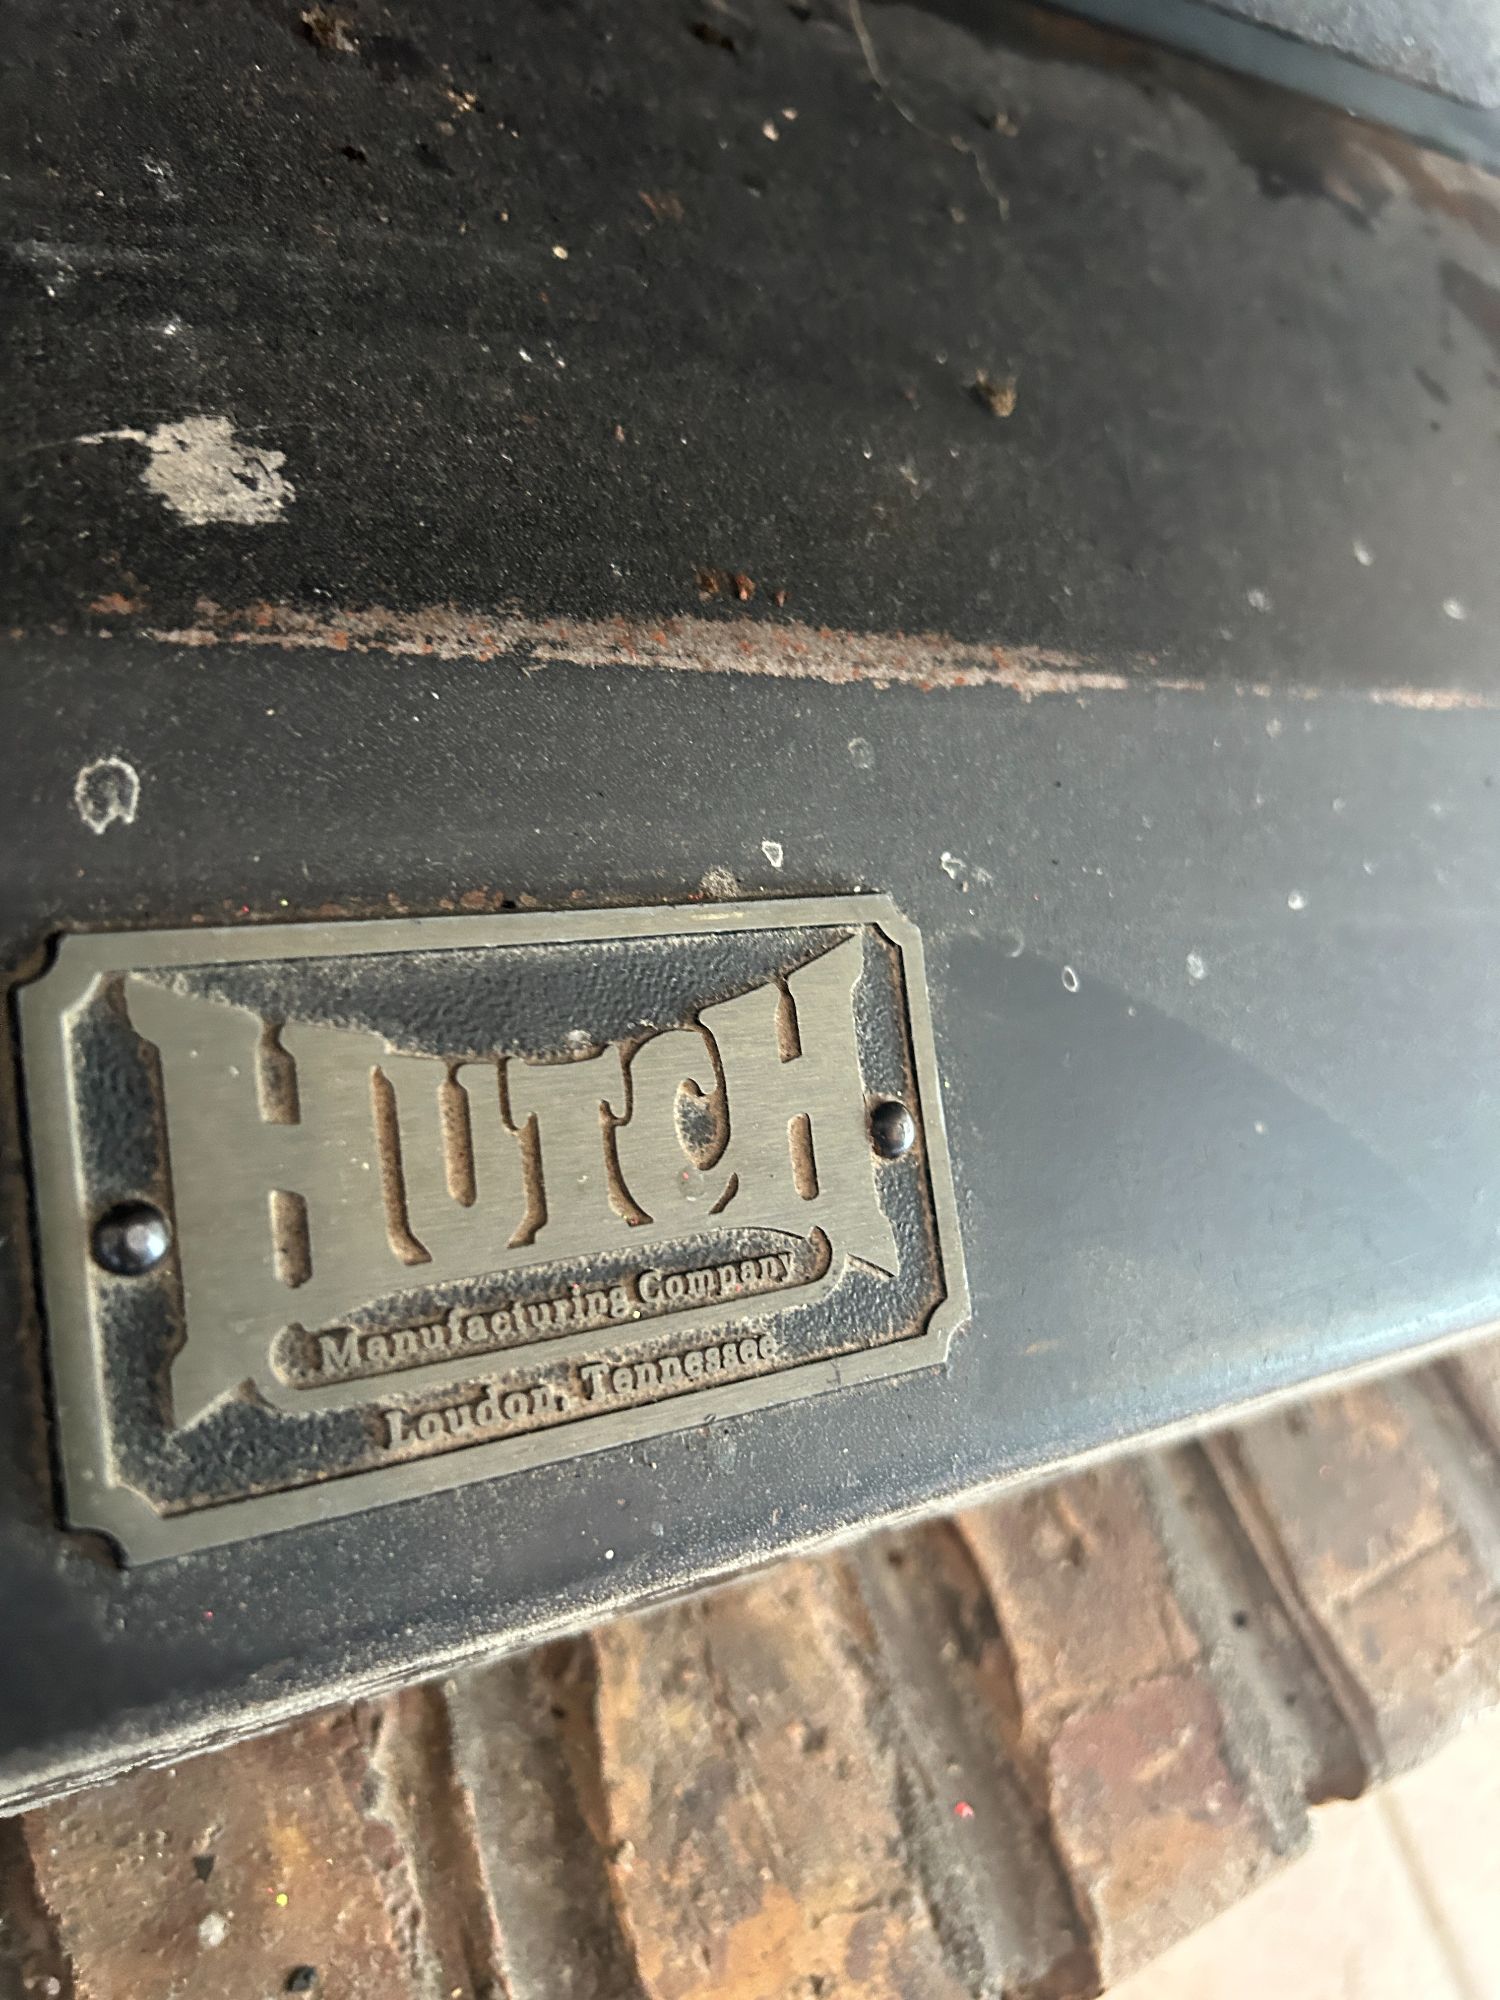 HUTCH
Manufacturing Company
Loudon, Tennessee